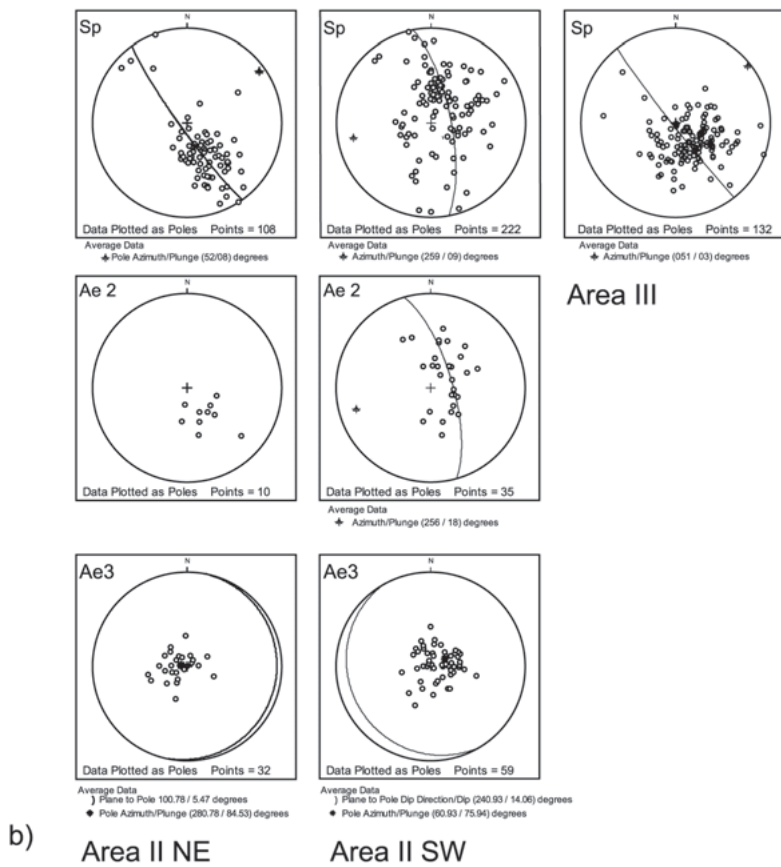 Sp
N
Data Plotted as Poles Points = 108
Average Data
Pole Azimuth/Plunge (52/08) degrees
Sp
N
Data Plotted as Poles Points = 222
Average Data
Azimuth/Plunge (259 / 09) degrees
Sp
N
Data Plotted as Poles Points = 132
Average Data
Azimuth/Plunge (051 / 03) degrees
Area III
Ae 2
N
Data Plotted as Poles Points = 10
Ae 2
N
Data Plotted as Poles Points = 35
Average Data
Azimuth/Plunge (256 / 18) degrees
Ae3
N
Data Plotted as Poles Points = 32
Average Data
Plane to Pole 100.78 / 5.47 degrees
Pole Azimuth/Plunge (280.78 / 84.53) degrees
Ae3
N
Data Plotted as Poles Points = 59
Average Data
Plane to Pole Dip Direction/Dip (240.93 / 14.06) degrees
Pole Azimuth/Plunge (60.93 / 75.94) degrees
b)
Area II NE
Area II SW